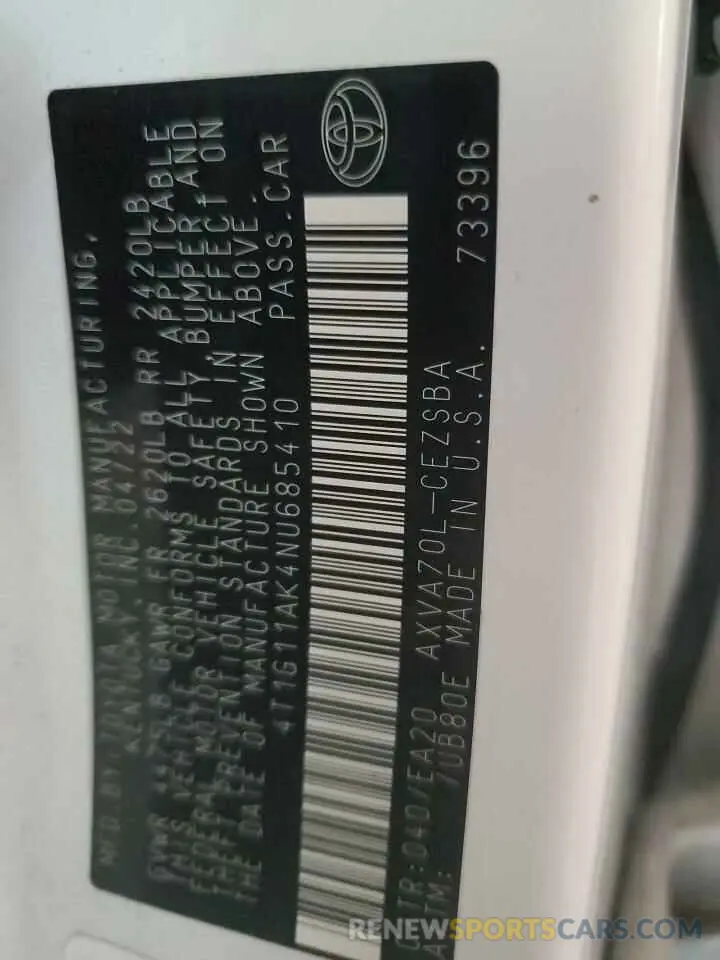 MFD.BY:TOYOTA MOTOR MANUFACTURING,
KENTUCKY, INC. 04/22
GVWR 4475LB GAWR FR 2620LB RR 2420LB
THIS VEHICLE CONFORMS TO ALL APPLICABLE
FEDERAL MOTOR VEHICLE SAFETY, BUMPER, AND
THEFT PREVENTION STANDARDS IN EFFECT ON
THE DATE OF MANUFACTURE SHOWN ABOVE.
4T1G11AK4NU685410 PASS.CAR
C/TR:040/EA20 AXVA70L-CEZSBA 73396
A/TM: UB80E MADE IN U.S.A.
RENEWSPORTSCARS.COM